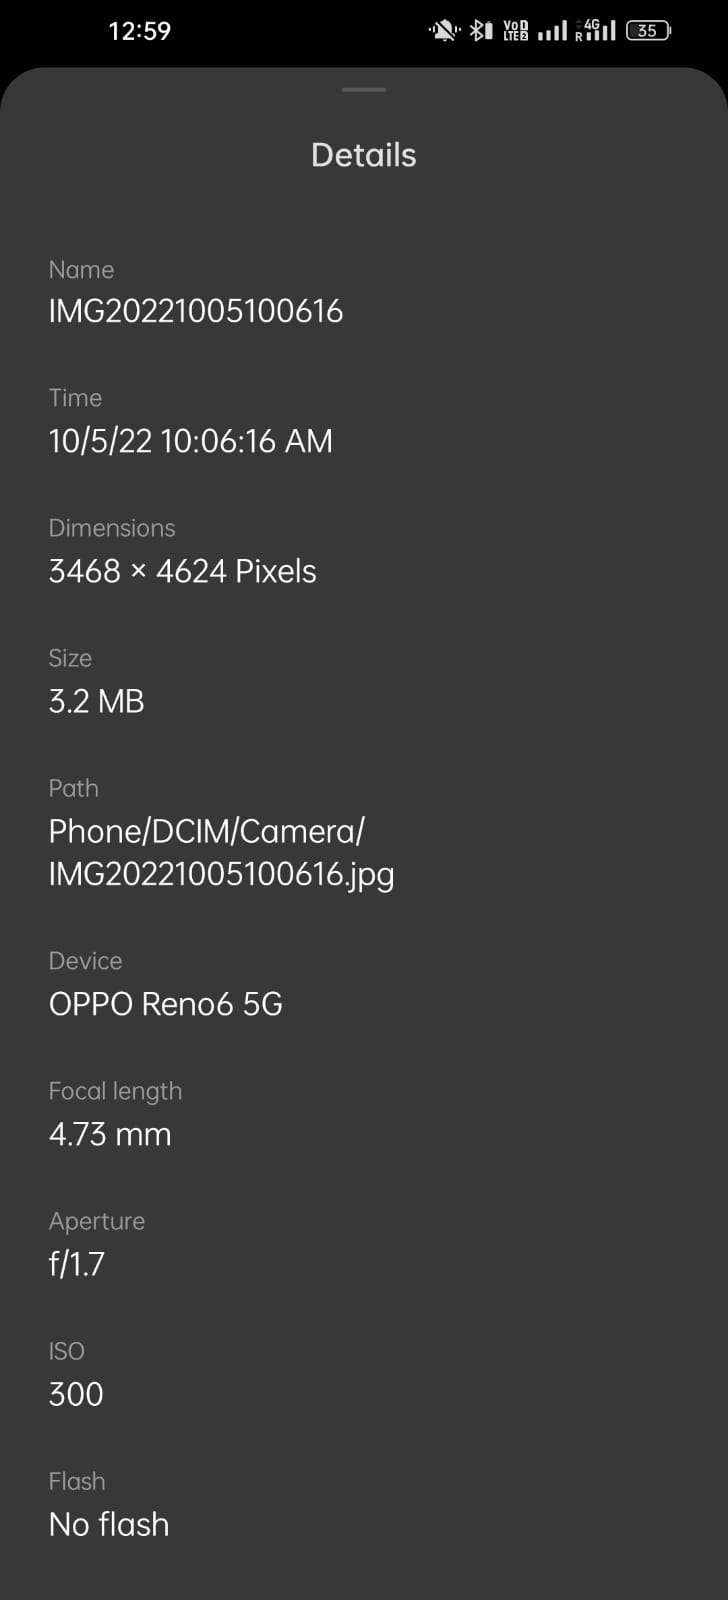 12:59
VoD
LTE2
4G
R
35
Details
Name
IMG20221005100616
Time
10/5/22 10:06:16 AM
Dimensions
3468 × 4624 Pixels
Size
3.2 MB
Path
Phone/DCIM/Camera/
IMG20221005100616.jpg
Device
OPPO Reno6 5G
Focal length
4.73 mm
Aperture
f/1.7
ISO
300
Flash
No flash